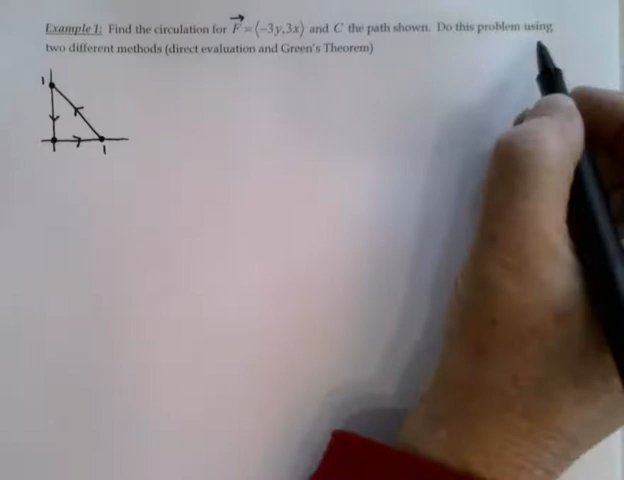 Example 1: Find the circulation for F⃗ = ⟨−3y, 3x⟩ and C the path shown. Do this problem using
two different methods (direct evaluation and Green's Theorem)
1
1